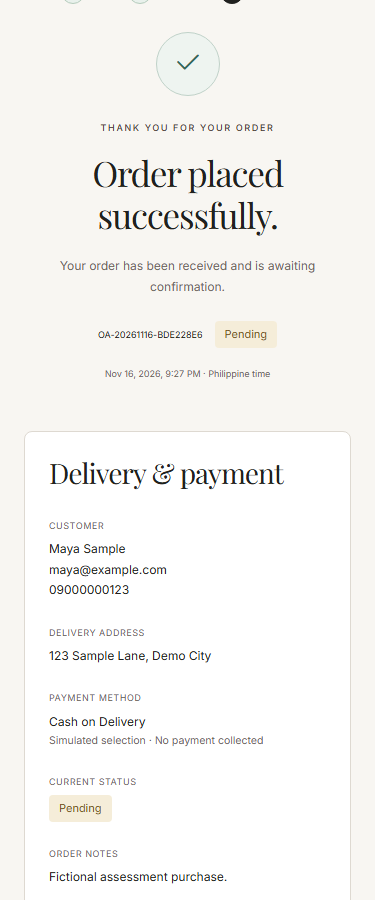 THANK YOU FOR YOUR ORDER
Order placed
successfully.
Your order has been received and is awaiting
confirmation.
OA-20261116-BDE228E6 Pending
Nov 16, 2026, 9:27 PM · Philippine time
Delivery & payment
CUSTOMER
Maya Sample
maya@example.com
09000000123
DELIVERY ADDRESS
123 Sample Lane, Demo City
PAYMENT METHOD
Cash on Delivery
Simulated selection · No payment collected
CURRENT STATUS
Pending
ORDER NOTES
Fictional assessment purchase.